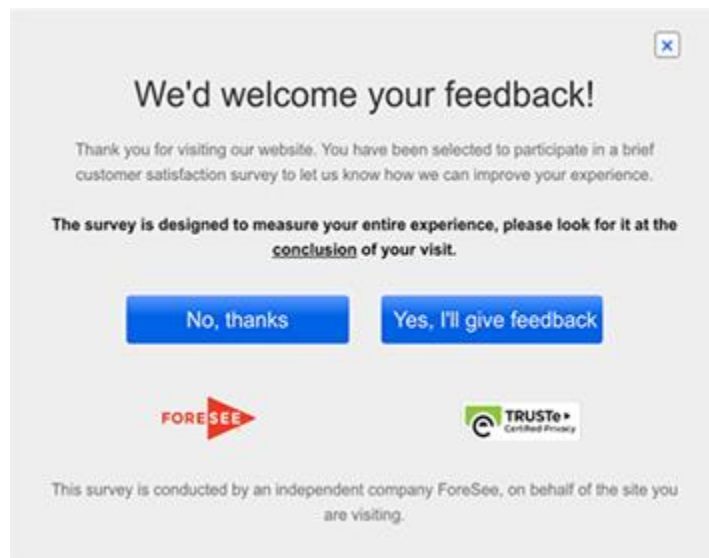 We'd welcome your feedback!
Thank you for visiting our website. You have been selected to participate in a brief
customer satisfaction survey to let us know how we can improve your experience.
The survey is designed to measure your entire experience, please look for it at the
conclusion of your visit.
No, thanks
Yes, I'll give feedback
FORESEE
TRUSTe
Certified Privacy
This survey is conducted by an independent company ForeSee, on behalf of the site you
are visiting.